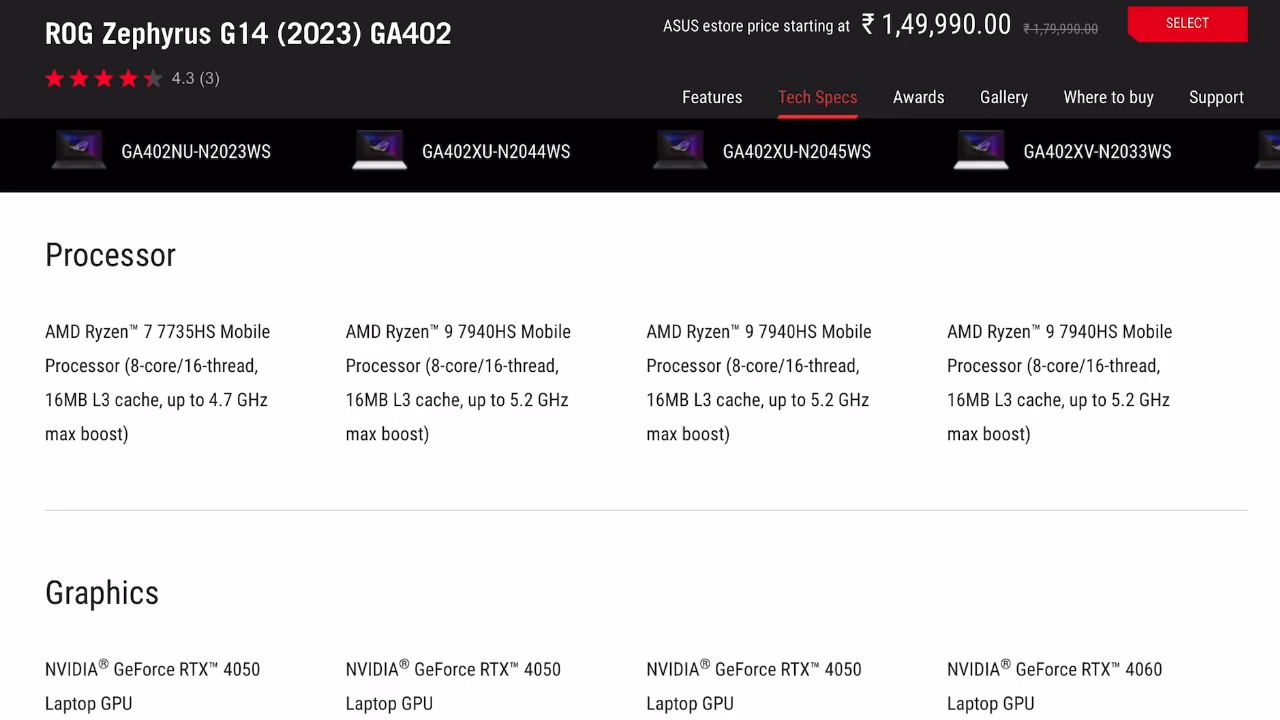 ROG Zephyrus G14 (2023) GA402
ASUS estore price starting at ₹ 1,49,990.00 ₹ 1,79,990.00 SELECT
4.3 (3)
Features Tech Specs Awards Gallery Where to buy Support
GA402NU-N2023WS GA402XU-N2044WS GA402XU-N2045WS GA402XV-N2033WS
Processor
AMD Ryzen™ 7 7735HS Mobile AMD Ryzen™ 9 7940HS Mobile AMD Ryzen™ 9 7940HS Mobile AMD Ryzen™ 9 7940HS Mobile
Processor (8-core/16-thread, Processor (8-core/16-thread, Processor (8-core/16-thread, Processor (8-core/16-thread,
16MB L3 cache, up to 4.7 GHz 16MB L3 cache, up to 5.2 GHz 16MB L3 cache, up to 5.2 GHz 16MB L3 cache, up to 5.2 GHz
max boost) max boost) max boost) max boost)
Graphics
NVIDIA® GeForce RTX™ 4050 NVIDIA® GeForce RTX™ 4050 NVIDIA® GeForce RTX™ 4050 NVIDIA® GeForce RTX™ 4060
Laptop GPU Laptop GPU Laptop GPU Laptop GPU